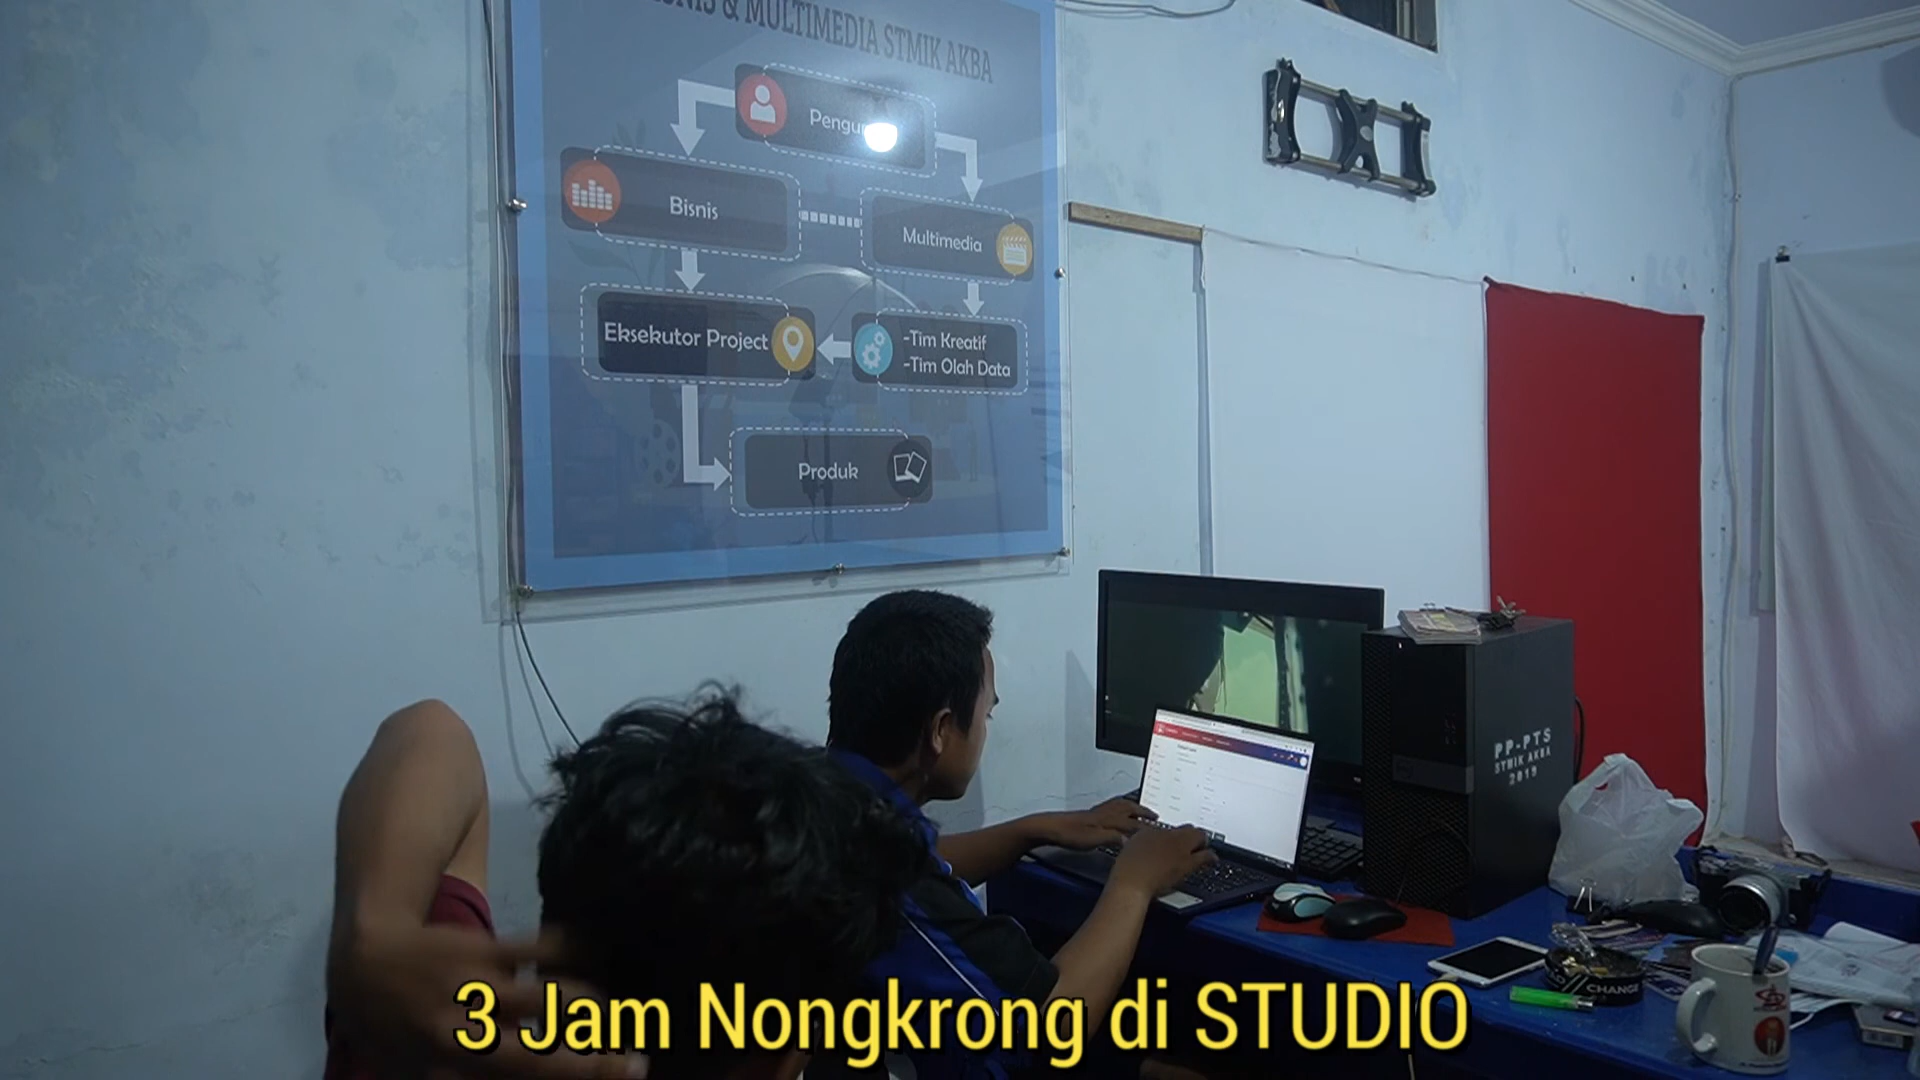 & MULTIMEDIA STMIK AKBA
Bisnis
Multimedia
Eksekutor Project
-Tim Kreatif
-Tim Olah Data
Produk
PP-PTS
STMIK AKBA
2019
CHANGE
3 Jam Nongkrong di STUDIO